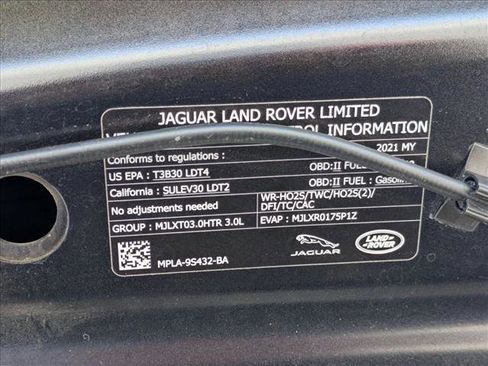 JAGUAR LAND ROVER LIMITED
INFORMATION
Conforms to regulations: 2021 MY
US EPA : T3B30 LDT4 OBD:II FUEL
California : SULEV30 LDT2 OBD:II FUEL :
No adjustments
needed
WR-HO2S/TWC/HO2S(2)/
DFI/TC/CAC
GROUP : MJLXT03.0HTR 3.0L EVAP : MJLXR0175P1Z
MPLA-9S432-BA
JAGUAR
LAND
ROVER